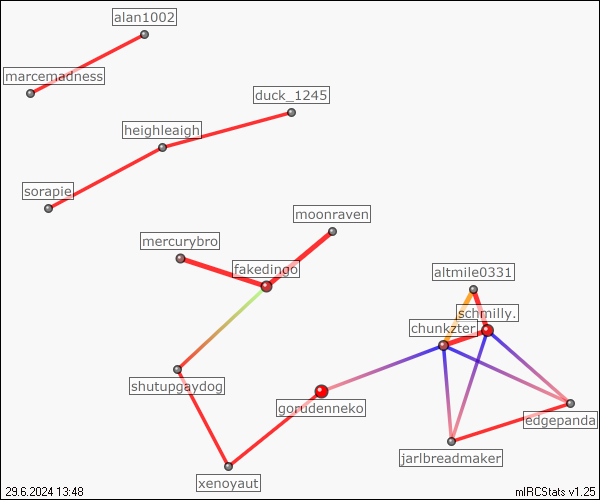 alan1002
marcemadness
duck_1245
heighleaigh
sorapie
moonraven
mercurybro
fakedingo
altmile0331
schmilly.
chunkzter
shutupgaydog
gorudenneko
edgepanda
jarlbreadmaker
xenoyaut
29.6.2024 13:48
mIRCStats v1.25